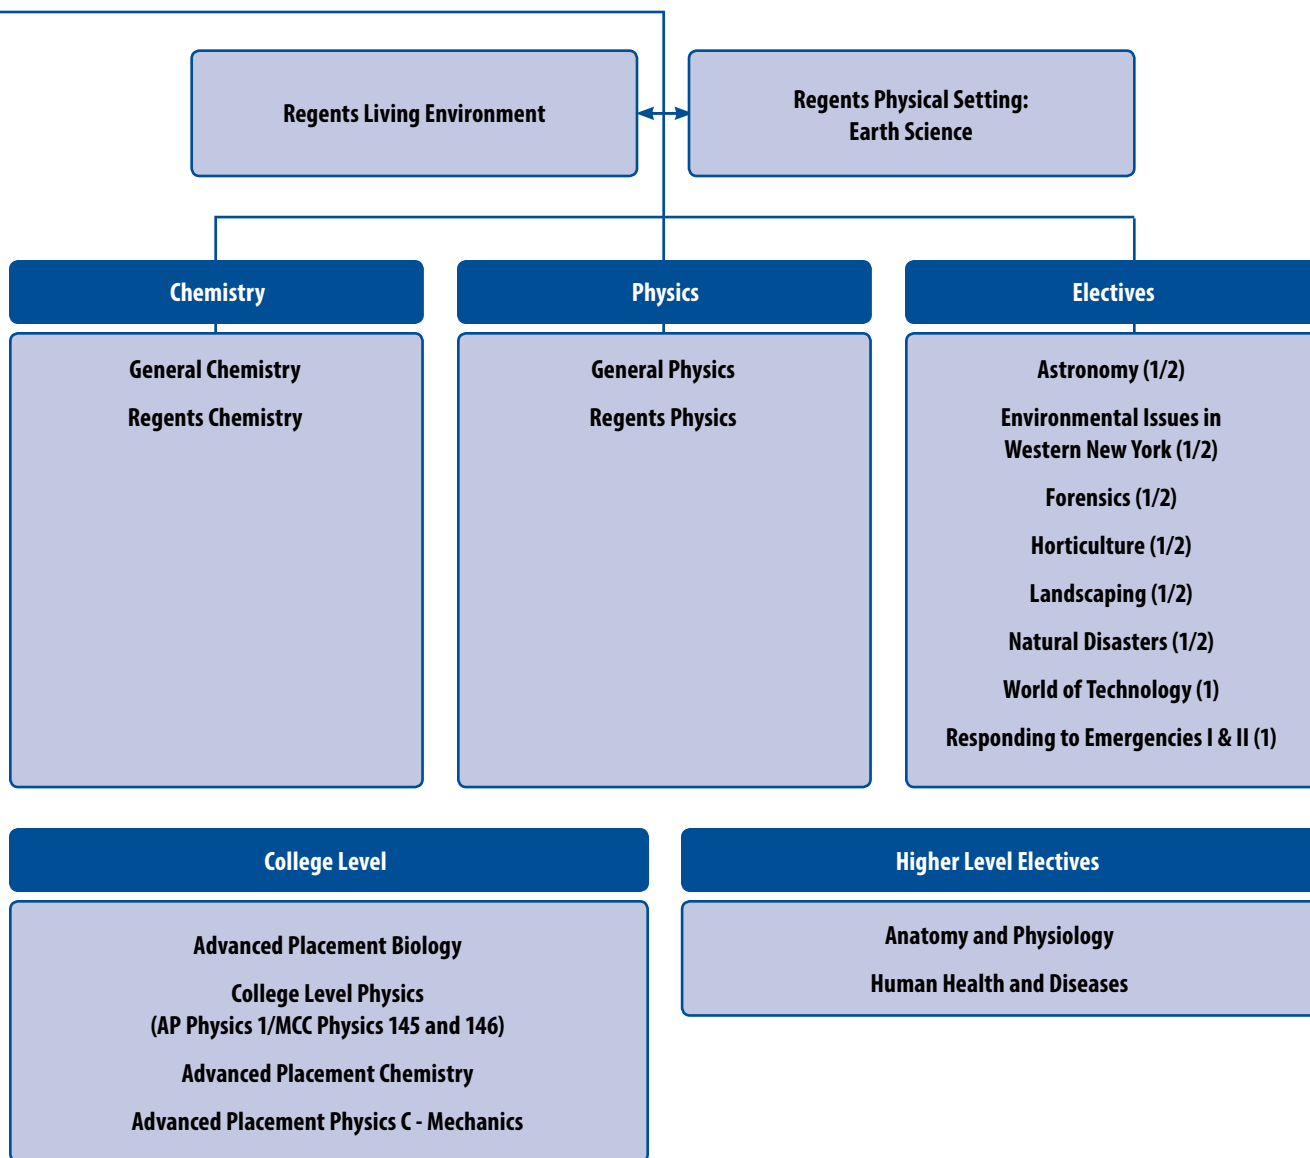 Regents Living Environment
Regents Physical Setting:
Earth Science
Chemistry
General Chemistry
Regents Chemistry
Physics
General Physics
Regents Physics
Electives
Astronomy (1/2)
Environmental Issues in
Western New York (1/2)
Forensics (1/2)
Horticulture (1/2)
Landscaping (1/2)
Natural Disasters (1/2)
World of Technology (1)
Responding to Emergencies I & II (1)
College Level
Advanced Placement Biology
College Level Physics
(AP Physics 1/MCC Physics 145 and 146)
Advanced Placement Chemistry
Advanced Placement Physics C - Mechanics
Higher Level Electives
Anatomy and Physiology
Human Health and Diseases